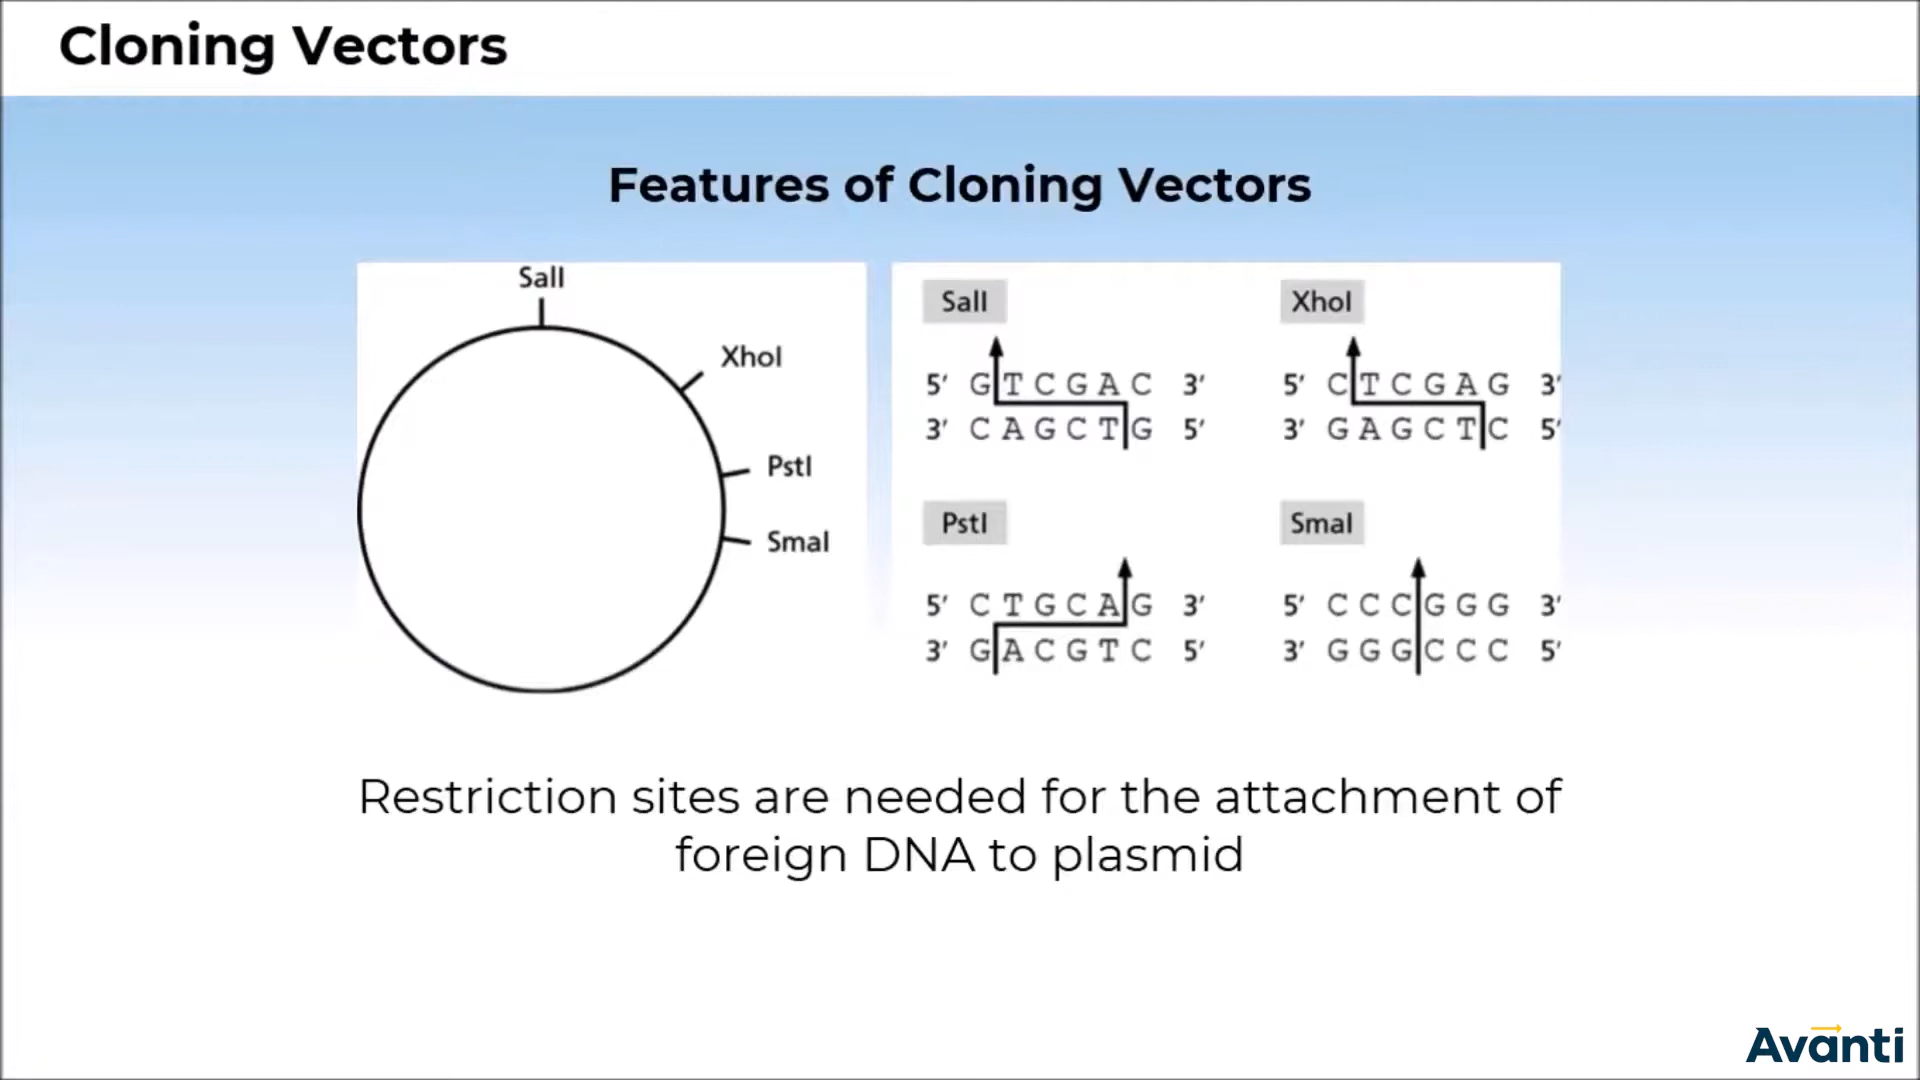 Cloning Vectors
Features of Cloning Vectors
SalI
XhoI
PstI
SmaI
SalI
5′ G T C G A C 3′
3′ C A G C T G 5′
XhoI
5′ C T C G A G 3′
3′ G A G C T C 5′
PstI
5′ C T G C A G 3′
3′ G A C G T C 5′
SmaI
5′ C C C G G G 3′
3′ G G G C C C 5′
Restriction sites are needed for the attachment of
foreign DNA to plasmid
Avanti